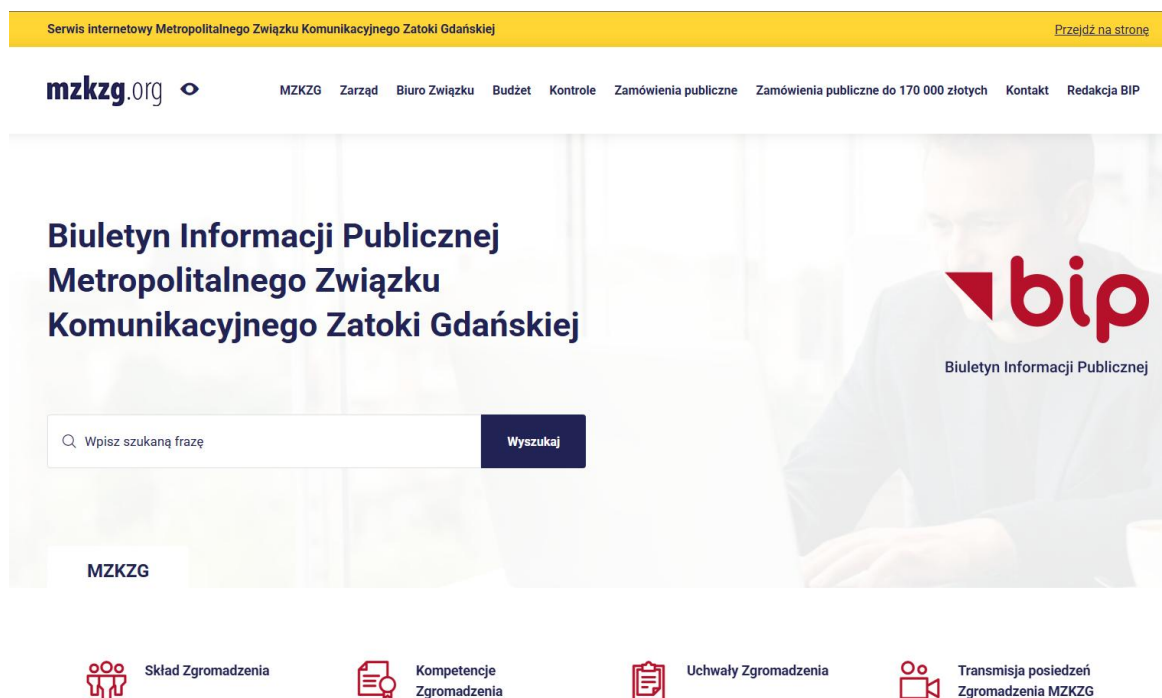 Serwis internetowy Metropolitalnego Związku Komunikacyjnego Zatoki Gdańskiej
Przejdź na stronę
mzkzg.org
MZKZG Zarząd Biuro Związku Budżet Kontrole Zamówienia publiczne Zamówienia publiczne do 170 000 złotych Kontakt Redakcja BIP
Biuletyn Informacji Publicznej
Metropolitalnego Związku
Komunikacyjnego Zatoki Gdańskiej
bip
Biuletyn Informacji Publicznej
Wpisz szukaną frazę
Wyszukaj
MZKZG
Skład Zgromadzenia
Kompetencje
Zgromadzenia
Uchwały Zgromadzenia
Transmisja posiedzeń
Zgromadzenia MZKZG